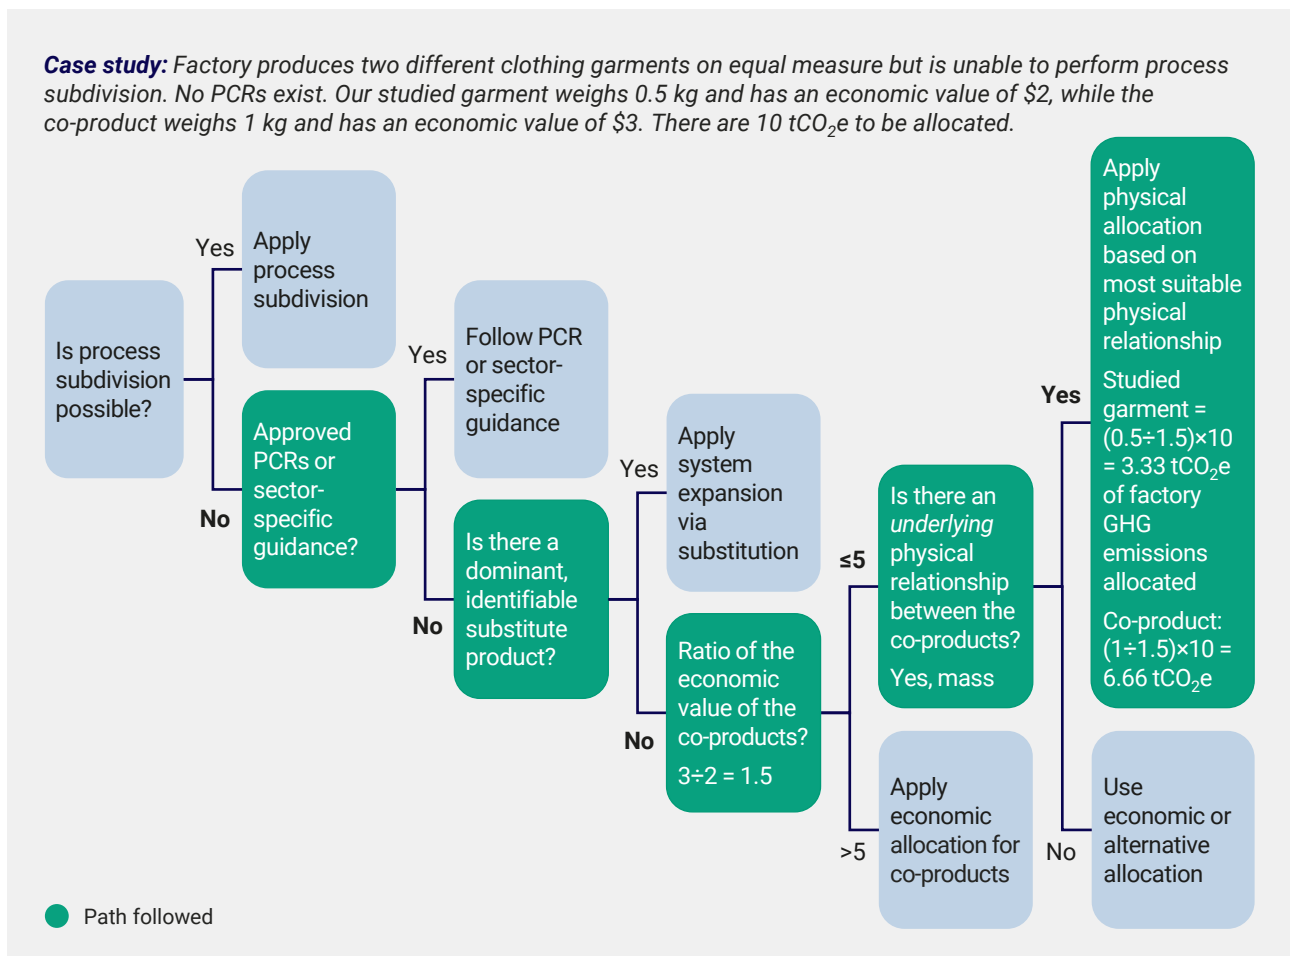 Case study: Factory produces two different clothing garments on equal measure but is unable to perform process
subdivision. No PCRs exist. Our studied garment weighs 0.5 kg and has an economic value of $2, while the
co-product weighs 1 kg and has an economic value of $3. There are 10 tCO₂e to be allocated.
Is process
subdivision
possible?
Yes
Apply
process
subdivision
No
Approved
PCRs or
sector-
specific
guidance?
Yes
Follow PCR
or sector-
specific
guidance
No
Is there a
dominant,
identifiable
substitute
product?
Yes
Apply
system
expansion
via
substitution
No
Ratio of the
economic
value of the
co-products?
3÷2 = 1.5
≤5
Is there an
underlying
physical
relationship
between the
co-products?
Yes, mass
>5
Apply
economic
allocation for
co-products
Yes
Apply
physical
allocation
based on
most suitable
physical
relationship
Studied
garment =
(0.5÷1.5)×10
= 3.33 tCO₂e
of factory
GHG
emissions
allocated
Co-product:
(1÷1.5)×10 =
6.66 tCO₂e
No
Use
economic or
alternative
allocation
Path followed